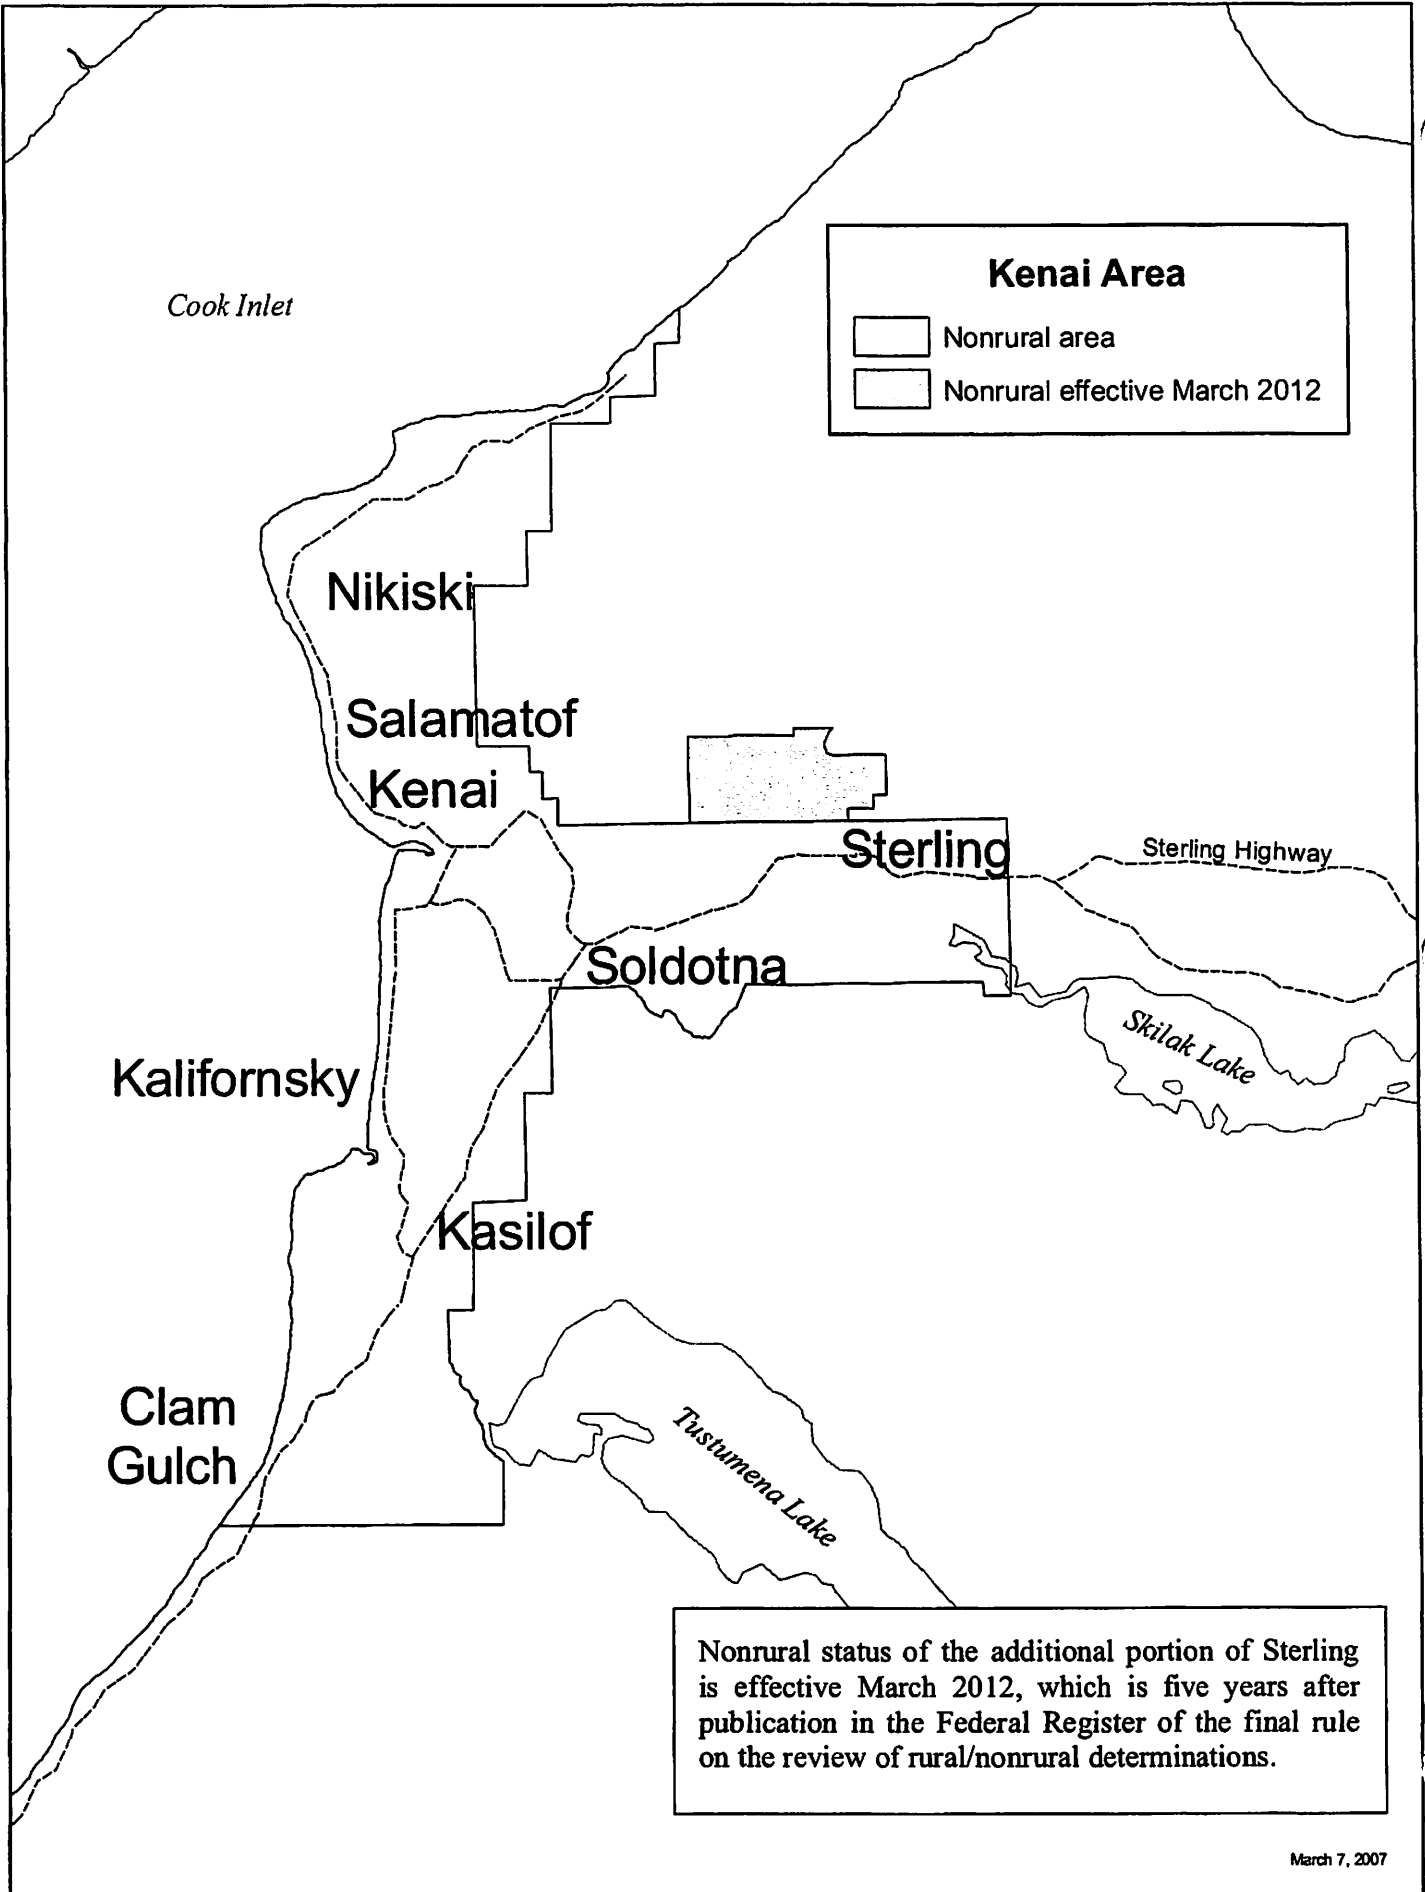 Kenai Area
Cook Inlet
Nonrural area
Nonrural effective March 2012
Nikiski
Salamatof
Kenai
Sterling
Sterling Highway
Soldotna
Skilak Lake
Kalifornsky
Kasilof
Clam
Gulch
Tustumena Lake
Nonrural status of the additional portion of Sterling
is effective March 2012, which is five years after
publication in the Federal Register of the final rule
on the review of rural/nonrural determinations.
March 7, 2007